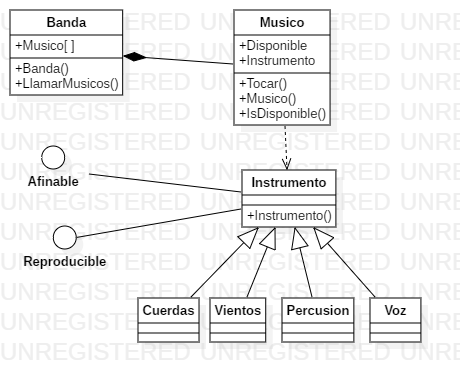 Banda
+Musico[ ]
+Banda()
+LlamarMusicos()
Musico
+Disponible
+Instrumento
+Tocar()
+Musico()
+IsDisponible()
Afinable
Reproducible
Instrumento
+Instrumento()
Cuerdas
Vientos
Percusion
Voz
UNREGISTERED